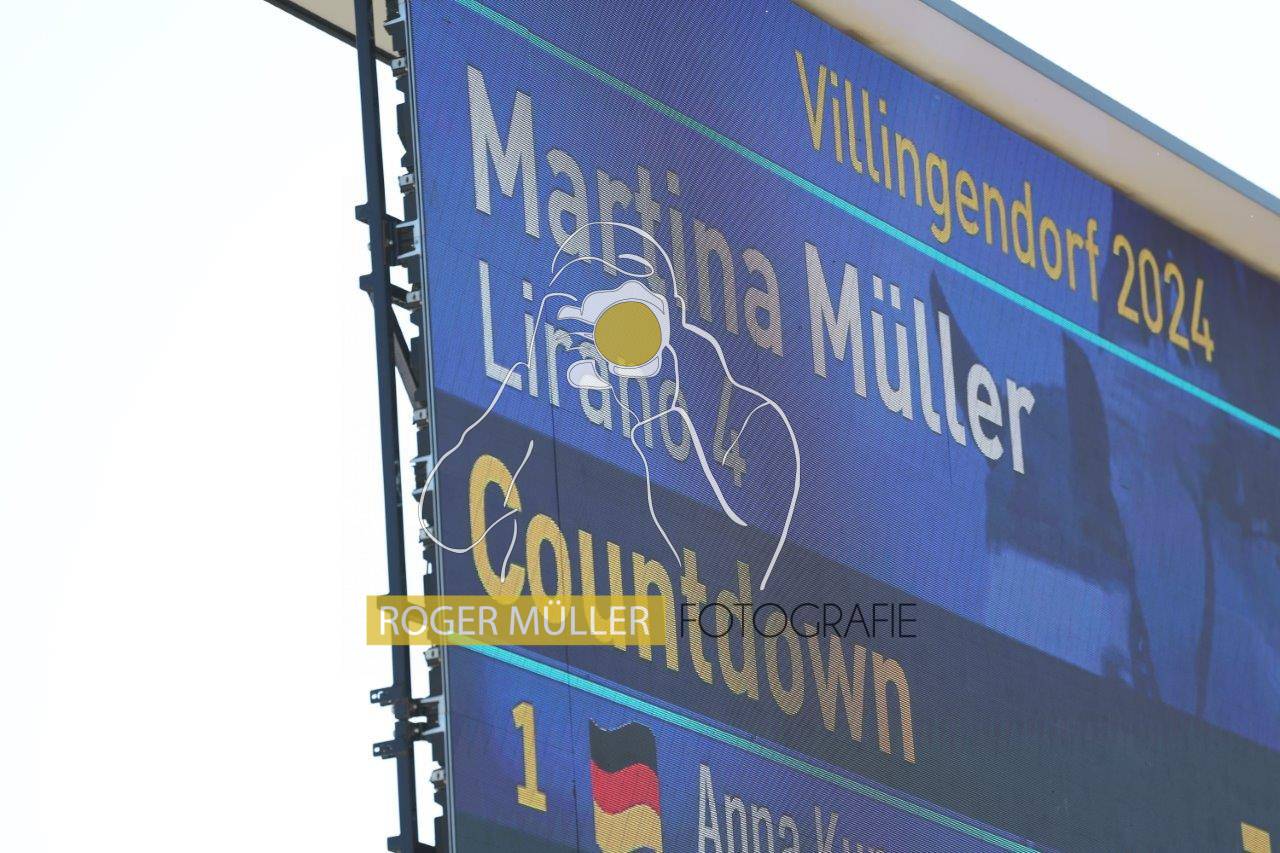 Villingendorf 2024
Martina Müller
Lirano 4
Countdown
ROGER MÜLLER FOTOGRAFIE
1 Anna